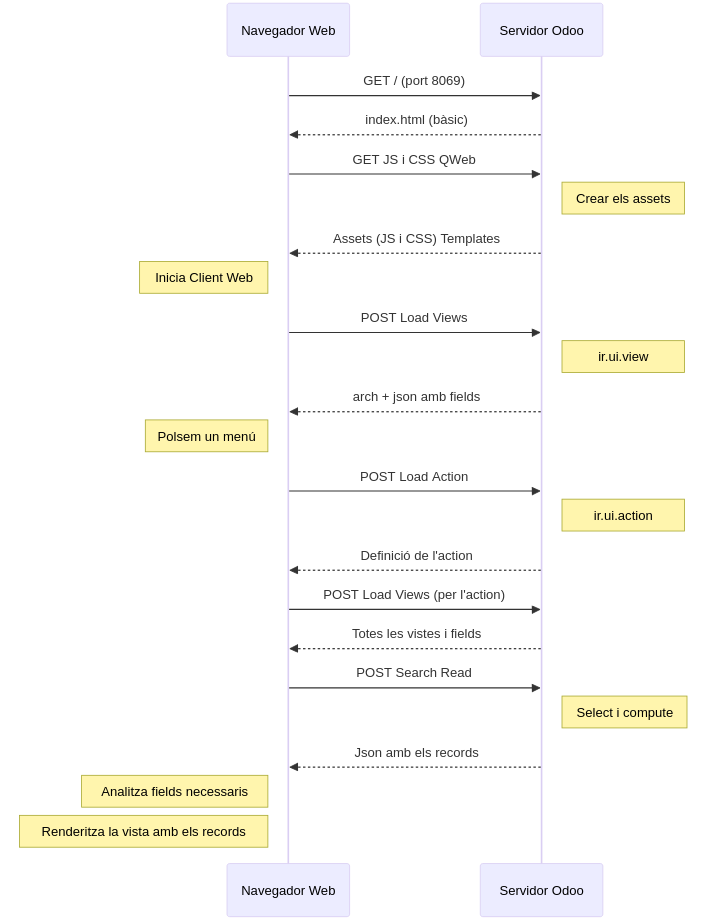 Navegador Web
Servidor Odoo
GET / (port 8069)
index.html (bàsic)
GET JS i CSS QWeb
Crear els assets
Assets (JS i CSS) Templates
Inicia Client Web
POST Load Views
ir.ui.view
arch + json amb fields
Polsem un menú
POST Load Action
ir.ui.action
Definició de l'action
POST Load Views (per l'action)
Totes les vistes i fields
POST Search Read
Select i compute
Json amb els records
Analitza fields necessaris
Renderitza la vista amb els records
Navegador Web
Servidor Odoo